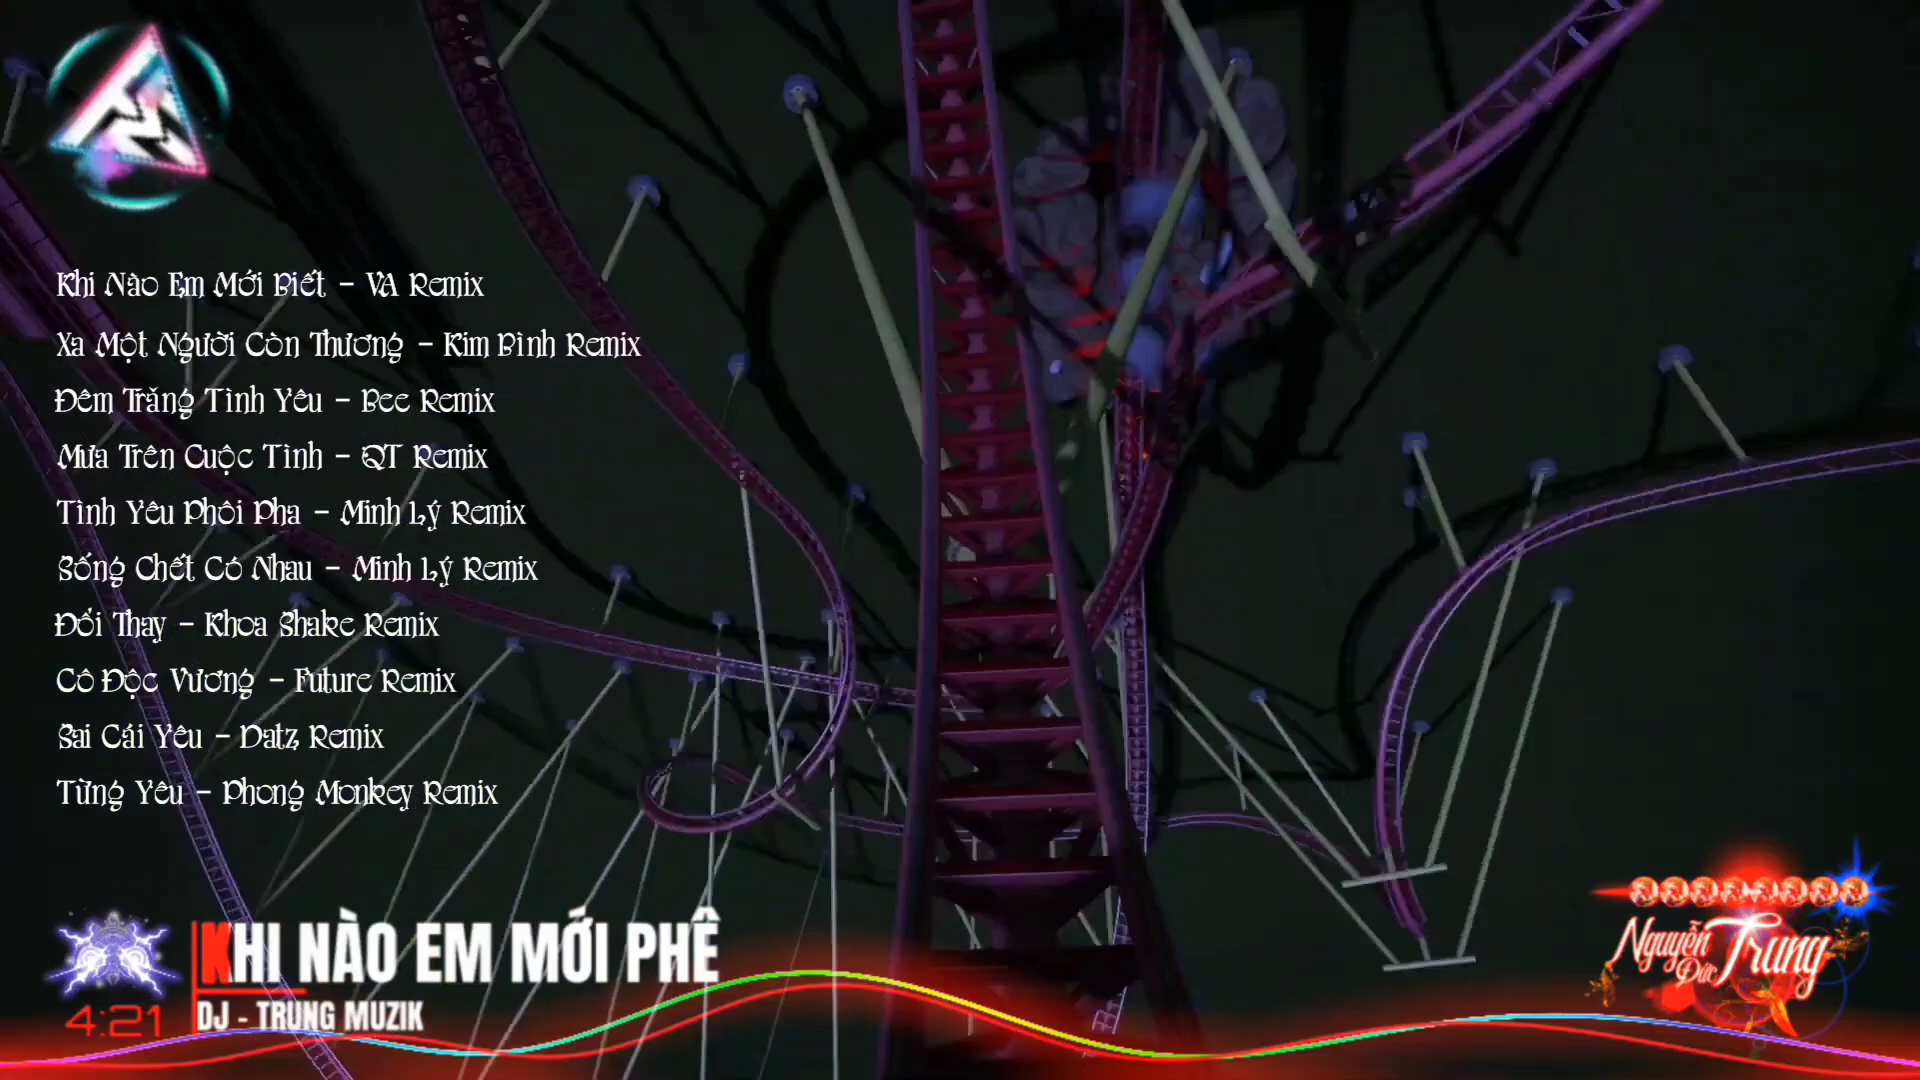 Khi Nào Em Mới Biết - VA Remix
Xa Một Người Còn Thương - Kim Bình Remix
Đêm Trắng Tình Yêu - Bee Remix
Mưa Trên Cuộc Tình - QT Remix
Tình Yêu Phôi Pha - Minh Lý Remix
Sống Chết Có Nhau - Minh Lý Remix
Đổi Thay - Khoa Shake Remix
Cô Độc Vương - Future Remix
Sai Cái Yêu - Datz Remix
Từng Yêu - Phong Monkey Remix
KHI NÀO EM MỚI PHÊ
DJ - TRUNG MUZIK
4:21
Nguyễn Đức Trung